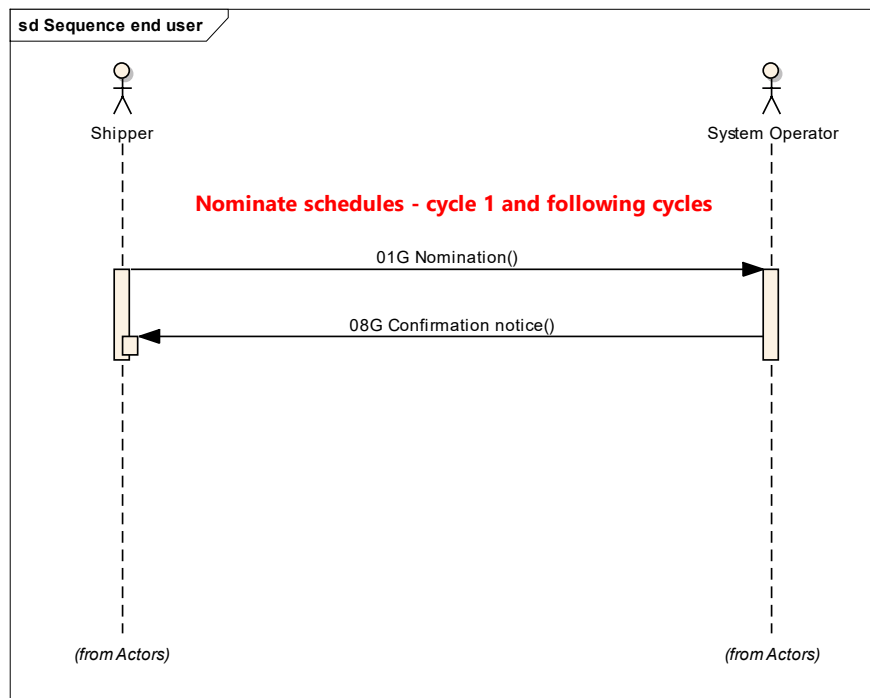 sd Sequence end user
Shipper
System Operator
Nominate schedules - cycle 1 and following cycles
01G Nomination()
08G Confirmation notice()
(from Actors)
(from Actors)